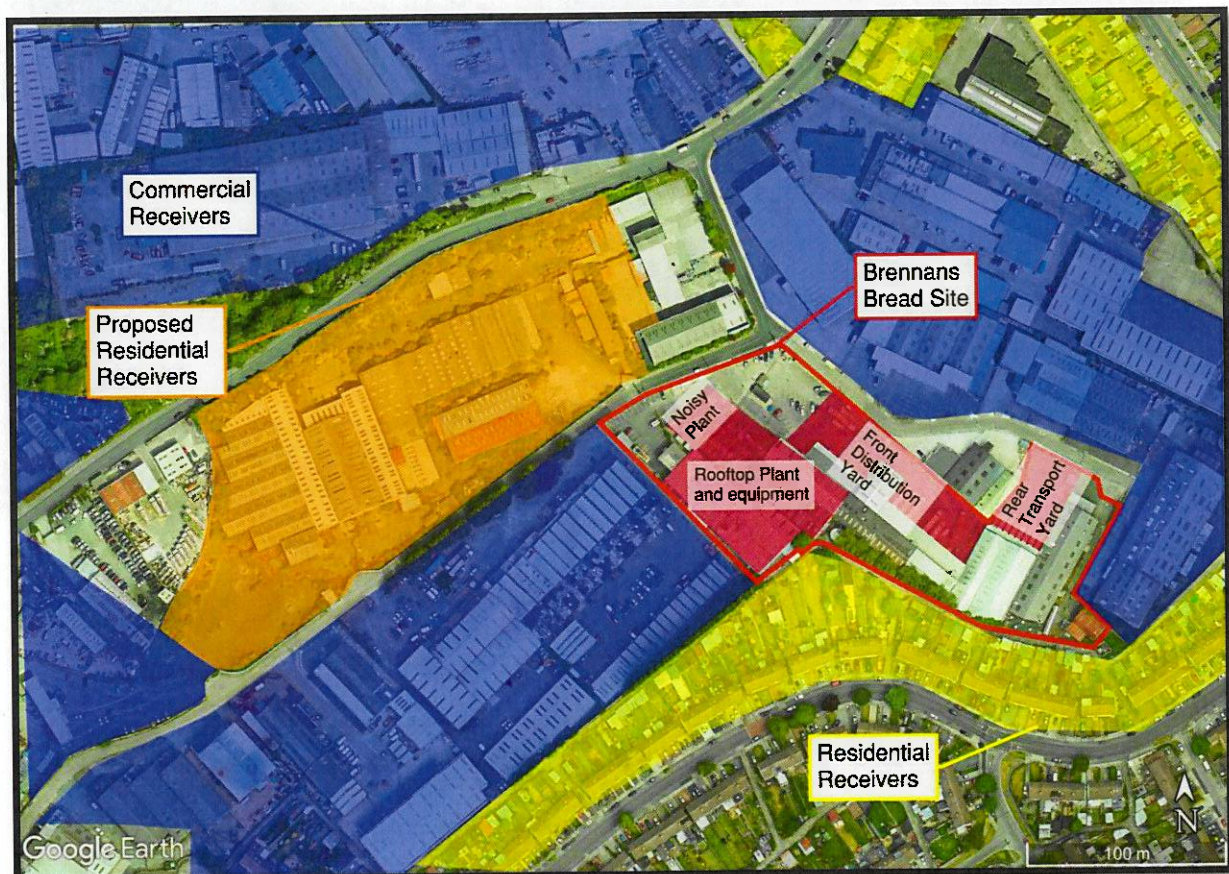 Commercial
Receivers
Proposed
Residential
Receivers
Brennans
Bread Site
Noisy
Plant
Rooftop Plant
and equipment
Front
Distribution
Yard
Rear
Transport
Yard
Residential
Receivers
N
Google Earth
100 m